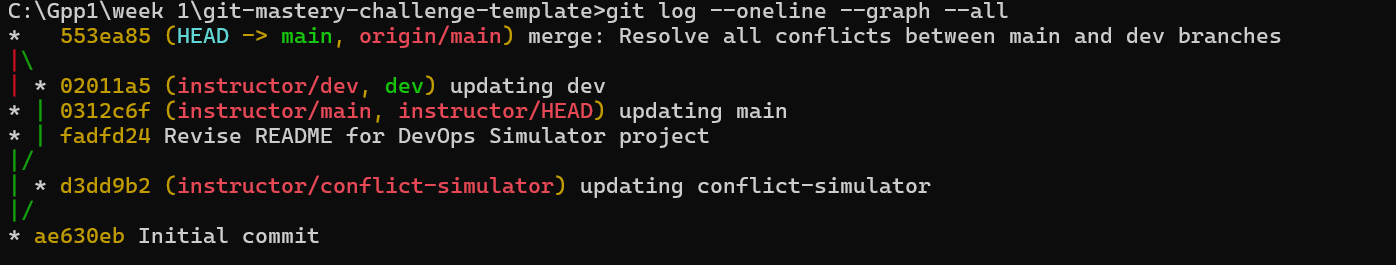 C:\Gpp1\week 1\git-mastery-challenge-template>git log --oneline --graph --all
*   553ea85 (HEAD -> main, origin/main) merge: Resolve all conflicts between main and dev branches
|\
| * 02011a5 (instructor/dev, dev) updating dev
* | 0312c6f (instructor/main, instructor/HEAD) updating main
* | fadfd24 Revise README for DevOps Simulator project
|/
| * d3dd9b2 (instructor/conflict-simulator) updating conflict-simulator
|/
* ae630eb Initial commit